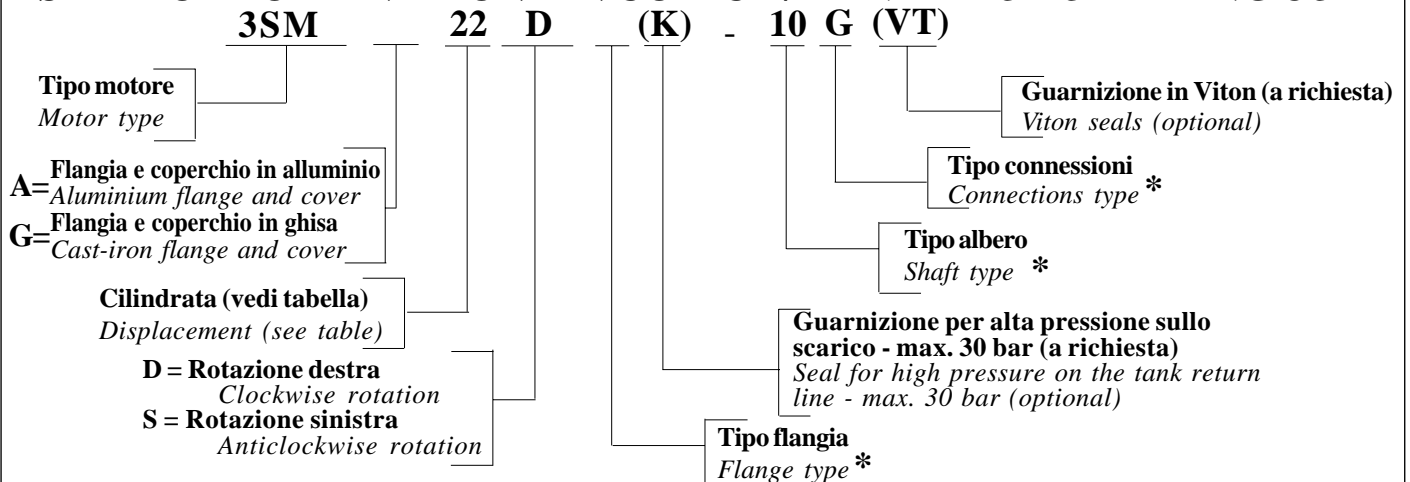 3SM 22 D (K) - 10 G (VT)
Tipo motore
Motor type
A= Flangia e coperchio in alluminio
Aluminium flange and cover
G= Flangia e coperchio in ghisa
Cast-iron flange and cover
Cilindrata (vedi tabella)
Displacement (see table)
D = Rotazione destra
Clockwise rotation
S = Rotazione sinistra
Anticlockwise rotation
Guarnizione in Viton (a richiesta)
Viton seals (optional)
Tipo connessioni
Connections type *
Tipo albero
Shaft type *
Guarnizione per alta pressione sullo
scarico - max. 30 bar (a richiesta)
Seal for high pressure on the tank return
line - max. 30 bar (optional)
Tipo flangia
Flange type *